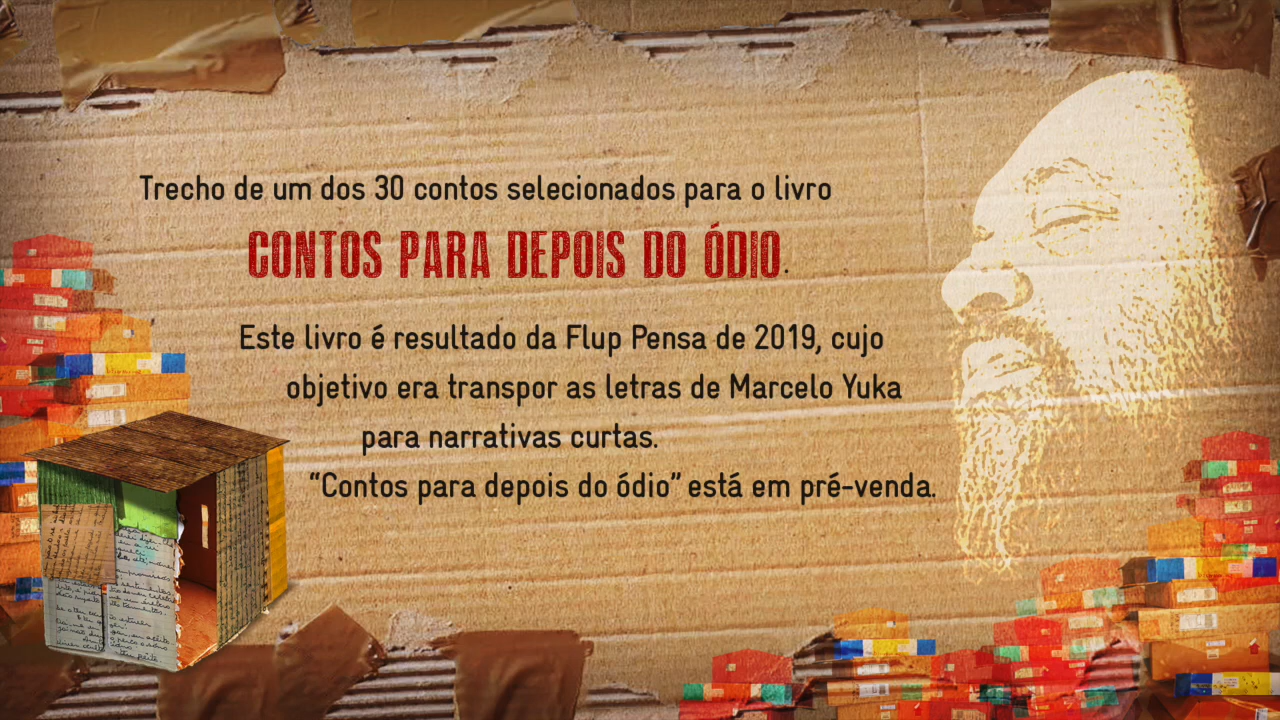 Trecho de um dos 30 contos selecionados para o livro
CONTOS PARA DEPOIS DO ÓDIO.
Este livro é resultado da Flup Pensa de 2019, cujo
objetivo era transpor as letras de Marcelo Yuka
para narrativas curtas.
“Contos para depois do ódio” está em pré-venda.